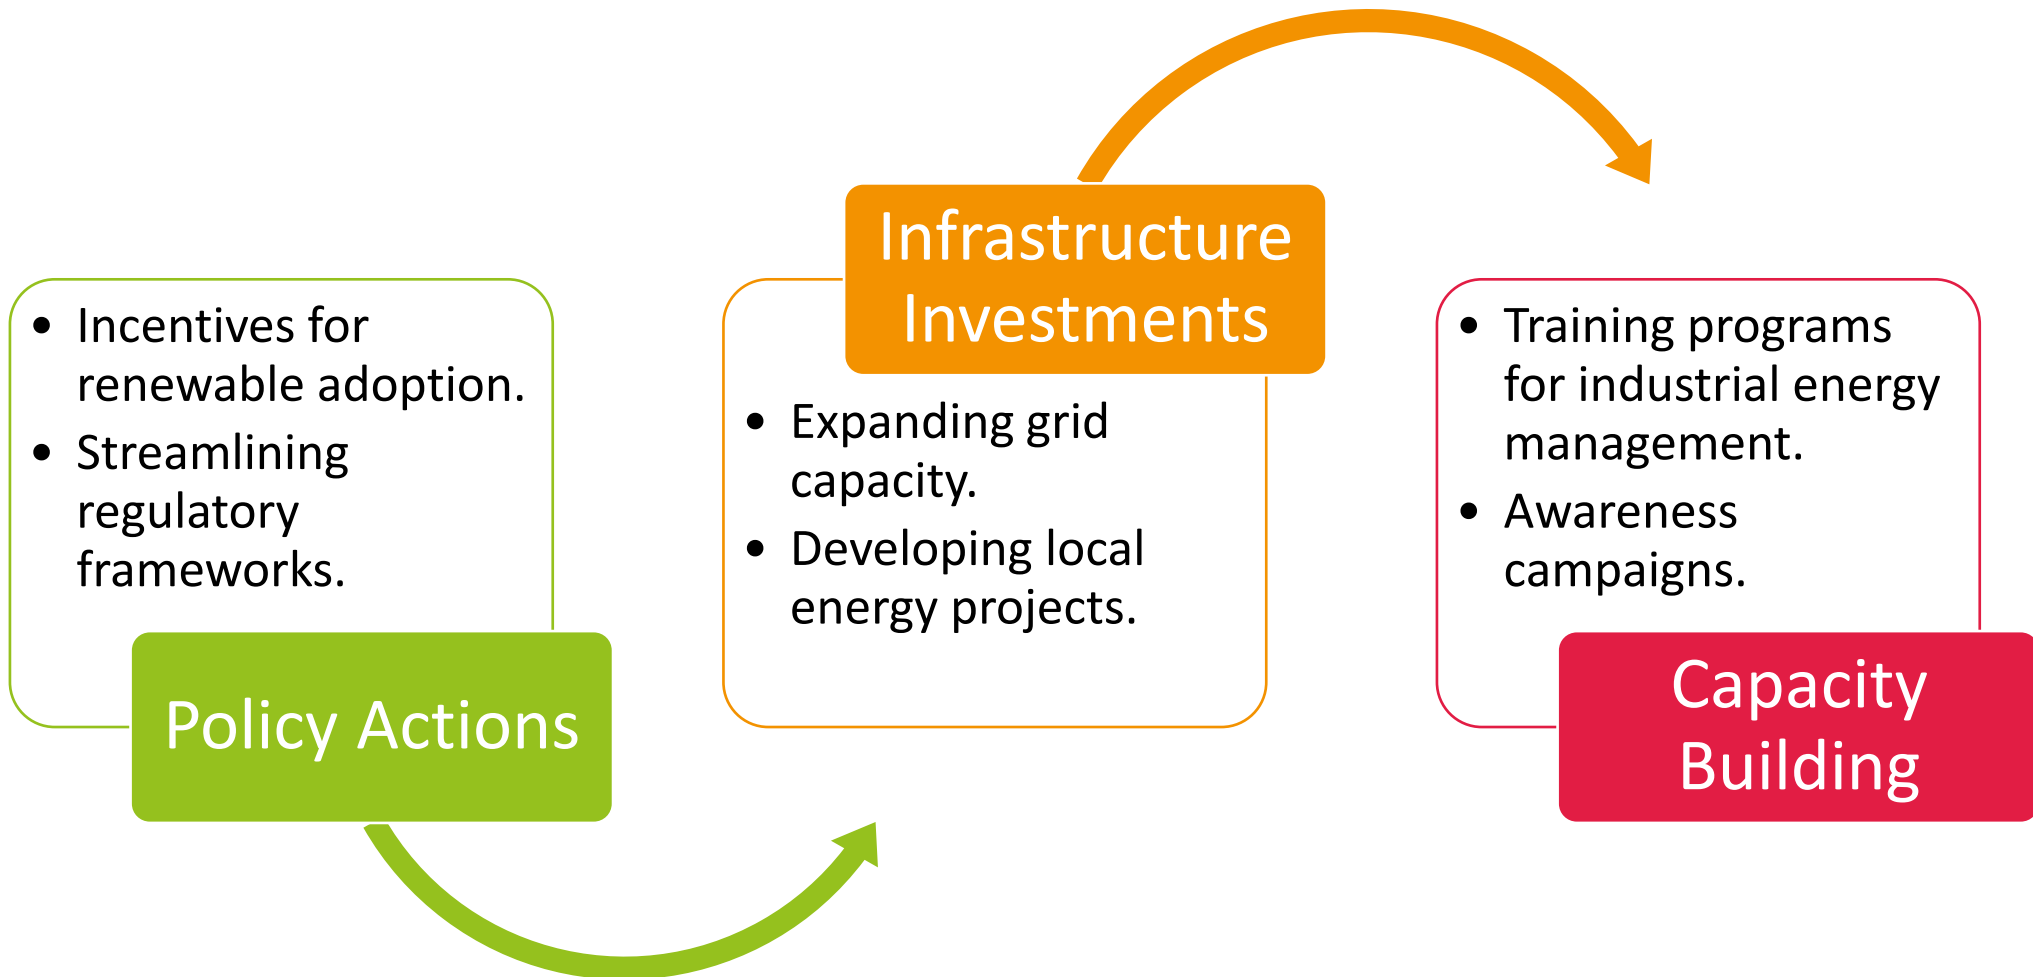 • Incentives for
renewable adoption.
• Streamlining
regulatory
frameworks.
Policy Actions
Infrastructure
Investments
• Expanding grid
capacity.
• Developing local
energy projects.
• Training programs
for industrial energy
management.
• Awareness
campaigns.
Capacity
Building